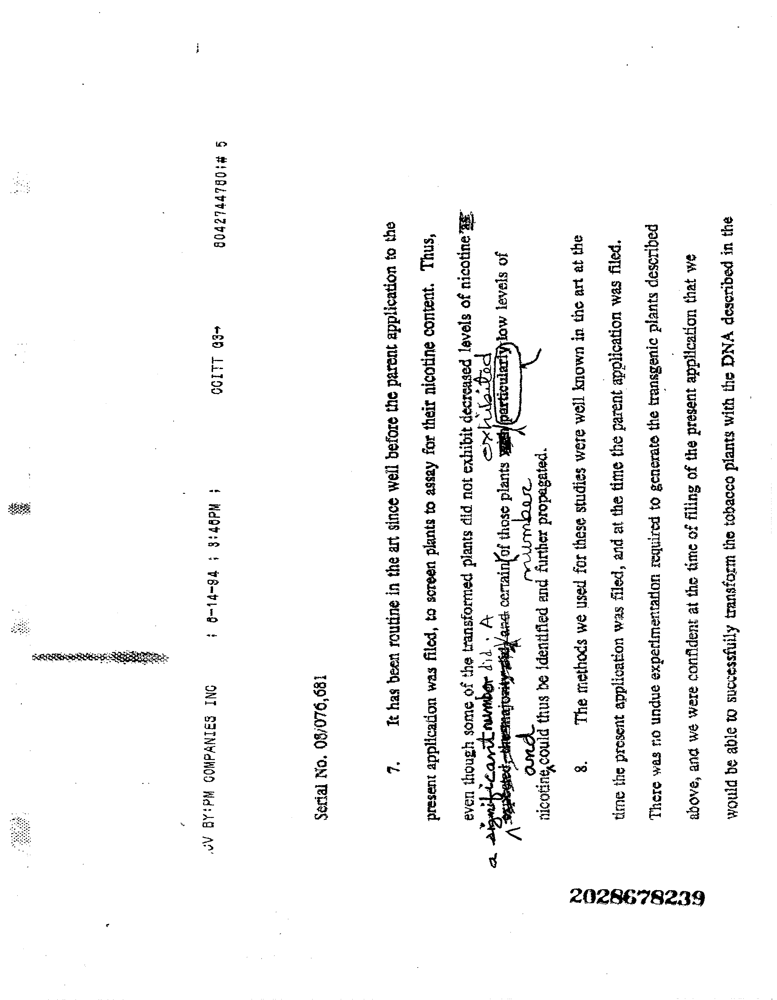 .CV BY:PM COMPANIES INC ; 6-14-94 ; 3:46PM ; CCITT G3→ 8042744780;# 5
Serial No. 08/076,681
7. It has been routine in the art since well before the parent application to the
present application was filed, to screen plants to assay for their nicotine content. Thus,
even though some of the transformed plants did not exhibit decreased levels of nicotine as
a significant number did. A exhibited
expected, the majority did, and certain of those plants with particularly low levels of
and number
nicotine could thus be identified and further propagated.
8. The methods we used for these studies were well known in the art at the
time the present application was filed, and at the time the parent application was filed.
There was no undue experimentation required to generate the transgenic plants described
above, and we were confident at the time of filing of the present application that we
would be able to successfully transform the tobacco plants with the DNA described in the
2028678239